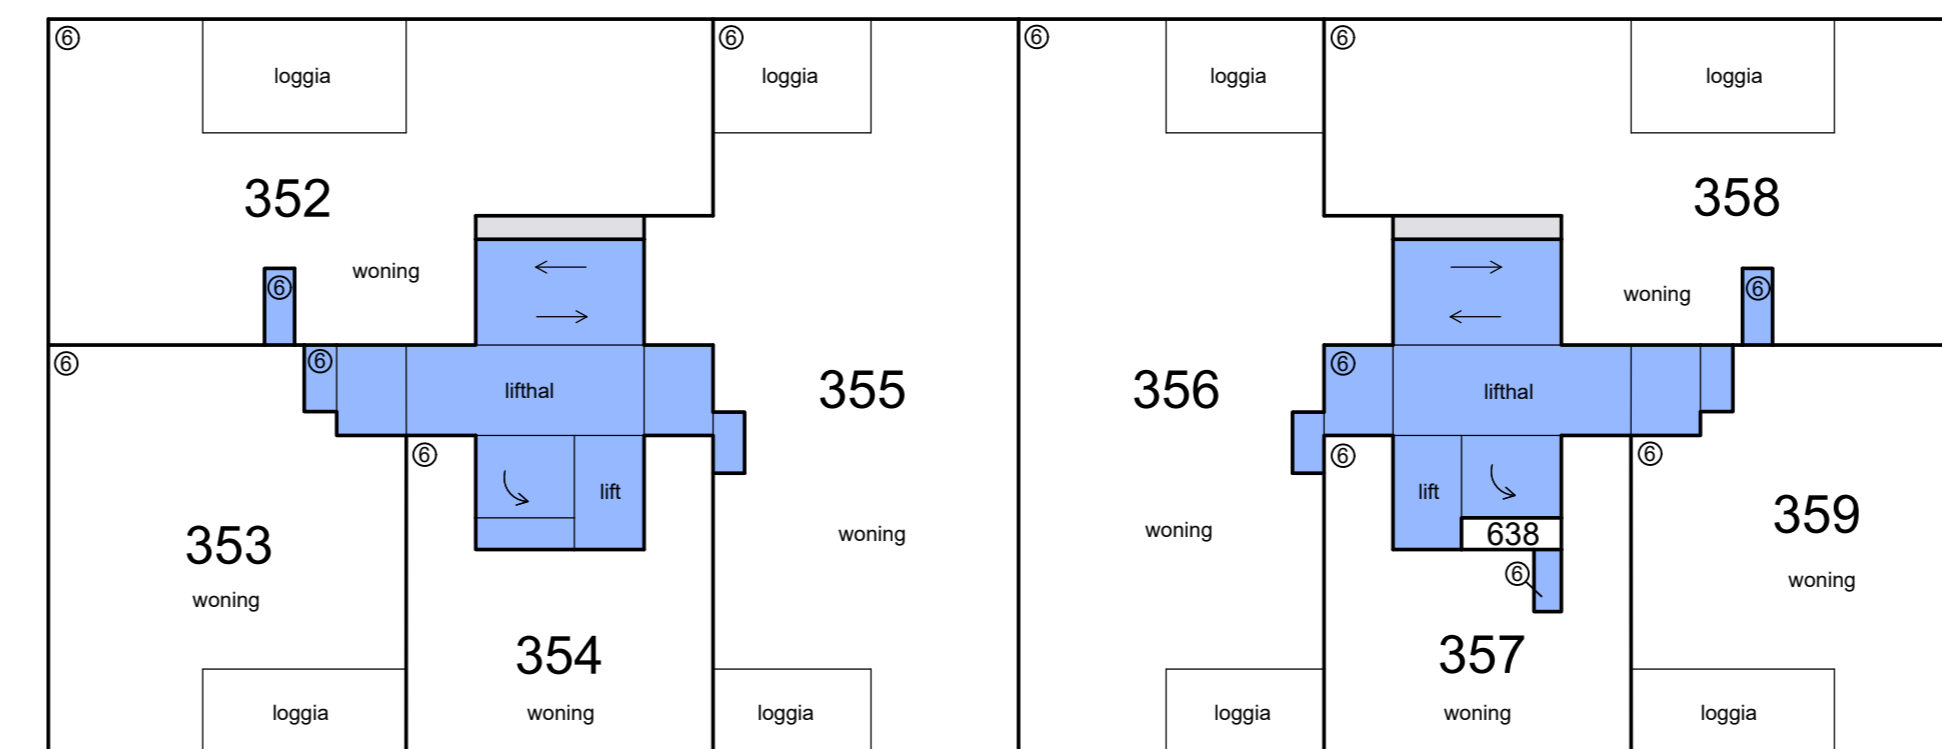 ⑥ ⑥ ⑥ ⑥
loggia loggia loggia loggia
352 358
woning woning
⑥ ⑥
⑥ ⑥ ⑥
lifthal 355 356 lifthal
⑥ ⑥ ⑥
lift lift
353 woning woning 638 359
⑥
woning woning
354 357
loggia woning loggia loggia woning loggia